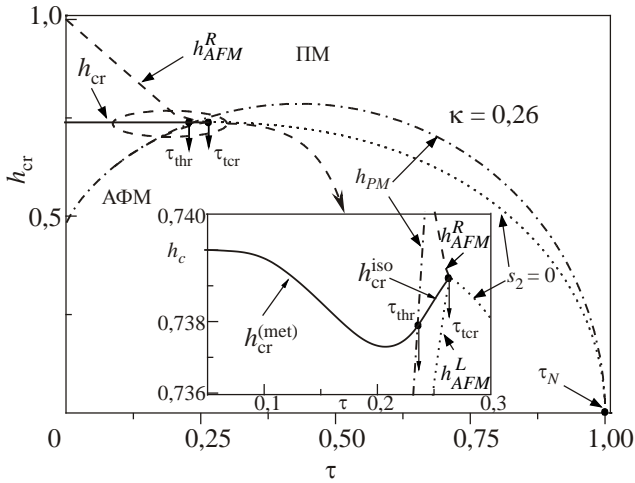 1,0
h_AFM^R
ПМ
h_cr
κ = 0,26
h_cr
τ_thr
τ_tcr
h_PM
АФМ
0,5
0,740
h_c
h_AFM^R
h_cr^iso
s_2 = 0
τ_thr
0,738
τ_tcr
h_cr^(met)
h_AFM^L
τ_N
0,736
0,1
τ
0,2
0,3
0
0,25
0,50
0,75
1,00
τ